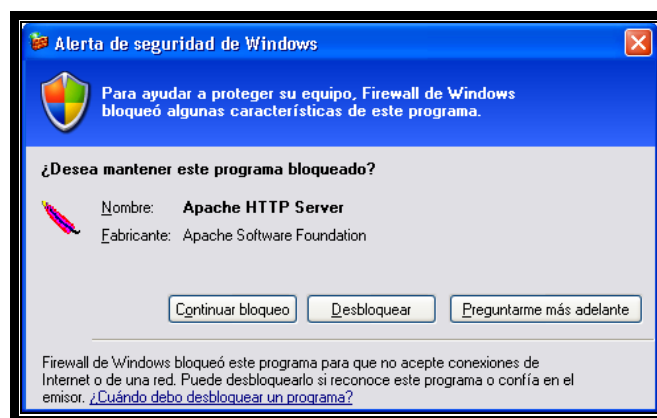 Alerta de seguridad de Windows
Para ayudar a proteger su equipo, Firewall de Windows
bloqueó algunas características de este programa.
¿Desea mantener este programa bloqueado?
Nombre: Apache HTTP Server
Fabricante: Apache Software Foundation
Continuar bloqueo Desbloquear Preguntarme más adelante
Firewall de Windows bloqueó este programa para que no acepte conexiones de
Internet o de una red. Puede desbloquearlo si reconoce este programa o confía en el
emisor. ¿Cuándo debo desbloquear un programa?